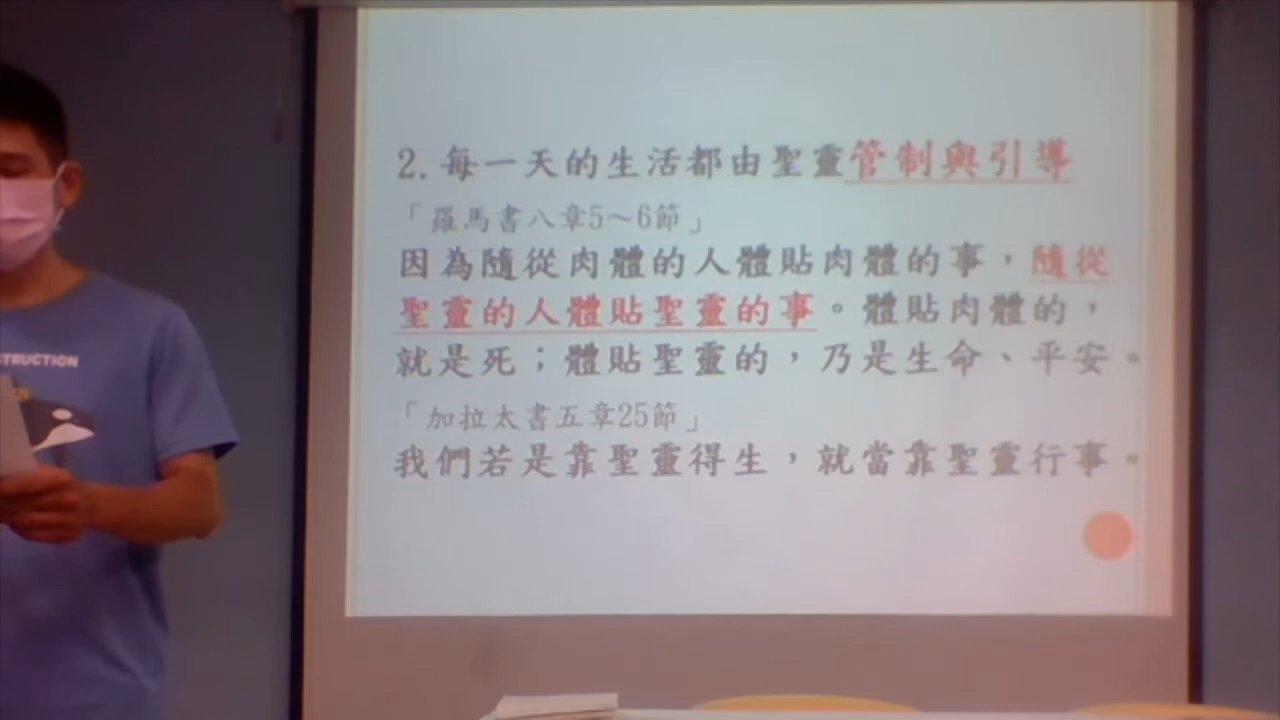 2. 每一天的生活都由聖靈管制與引導
「羅馬書八章5～6節」
因為隨從肉體的人體貼肉體的事，隨從
聖靈的人體貼聖靈的事。體貼肉體的，
就是死；體貼聖靈的，乃是生命、平安。
「加拉太書五章25節」
我們若是靠聖靈得生，就當靠聖靈行事。
TRUCTION